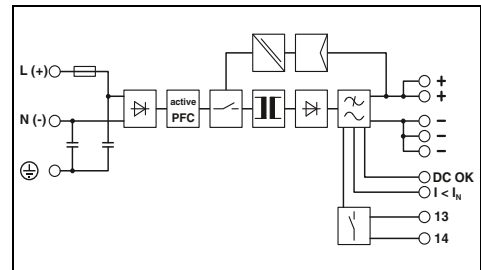 L (+)
N (-)
active
PFC
+
+
–
–
–
DC OK
I < I_N
13
14